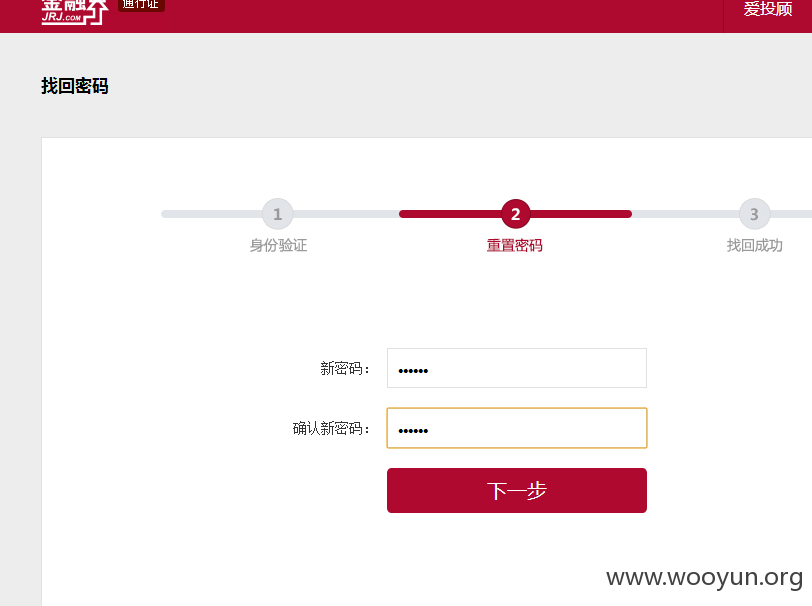 金融界
JRJ.COM
通行证
爱投顾
找回密码
1
2
3
身份验证
重置密码
找回成功
新密码：
确认新密码：
下一步
www.wooyun.org